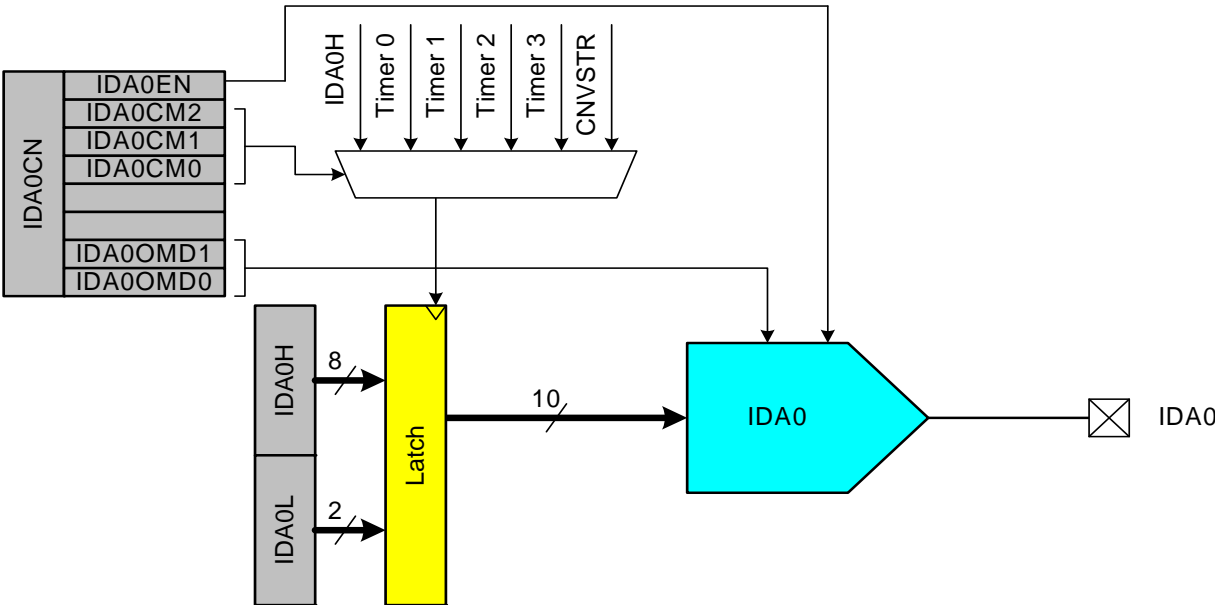 IDA0CN
IDA0EN
IDA0CM2
IDA0CM1
IDA0CM0
IDA0OMD1
IDA0OMD0
IDA0H
Timer 0
Timer 1
Timer 2
Timer 3
CNVSTR
IDA0H
8
IDA0L
2
Latch
10
IDA0
IDA0